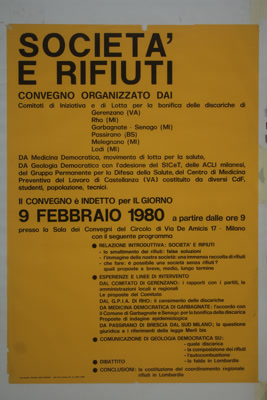 SOCIETA'
E RIFIUTI
CONVEGNO ORGANIZZATO DAI
Comitati di iniziativa e di Lotta per la bonifica delle discariche di
Gerenzano (VA)
Rho (MI)
Garbagnate - Senago (MI)
Passirano (BS)
Melegnano (MI)
Lodi (MI)
DA Medicina Democratica, movimento di lotta per la salute,
DA Geologia Democratica con l'adesione del SICeT, delle ACLI milanesi,
del Gruppo Permanente per la Difesa della Salute, del Centro di Medicina
Preventiva del Lavoro di Castellanza (VA) costituito da diversi CdF,
studenti, popolazione, tecnici.
Il CONVEGNO è INDETTO per IL GIORNO
9 FEBBRAIO 1980 a partire dalle ore 9
presso la Sala dei Convegni del Circolo di Via De Amicis 17 - Milano
con il seguente programma
● RELAZIONE INTRODUTTIVA: SOCIETA' E RIFIUTI
- lo smaltimento dei rifiuti: false soluzioni
- l'immagine della nostra società: una immensa raccolta di rifiuti
- che fare: è possibile una società senza rifiuti?
quali proposte a breve, medio, lungo termine
● ESPERIENZE E LINEE DI INTERVENTO
DAL COMITATO DI GERENZANO: i rapporti con i partiti, le
amministrazioni locali e regionali
Le proposte del Comitato
DAL G.P.I.A. DI RHO: il censimento delle discariche
DA MEDICINA DEMOCRATICA DI GARBAGNATE: l'accordo con
il Comune di Garbagnate e Senago per la bonifica della discarica
Proposte di indagine epidemiologica
DA PASSIRANO DI BRESCIA DAL SUD MILANO: la questione
giuridica e i riferimenti della legge Merli bis
● COMUNICAZIONE DI GEOLOGIA DEMOCRATICA SU:
- quale discarica
- la composizione dei rifiuti
- l'autocombustione
● DIBATTITO
- le falde in Lombardia
● CONCLUSIONI: la costituzione del coordinamento regionale
rifiuti in Lombardia